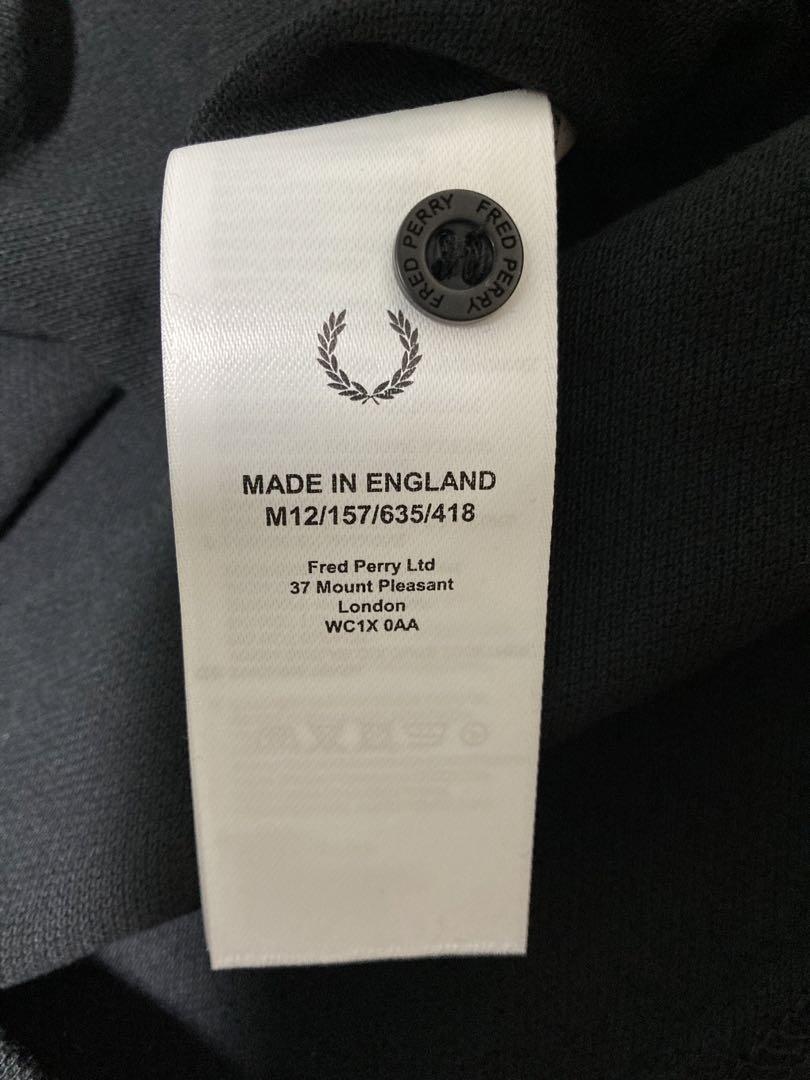 FRED PERRY FRED PERRY
MADE IN ENGLAND
M12/157/635/418
Fred Perry Ltd
37 Mount Pleasant
London
WC1X 0AA